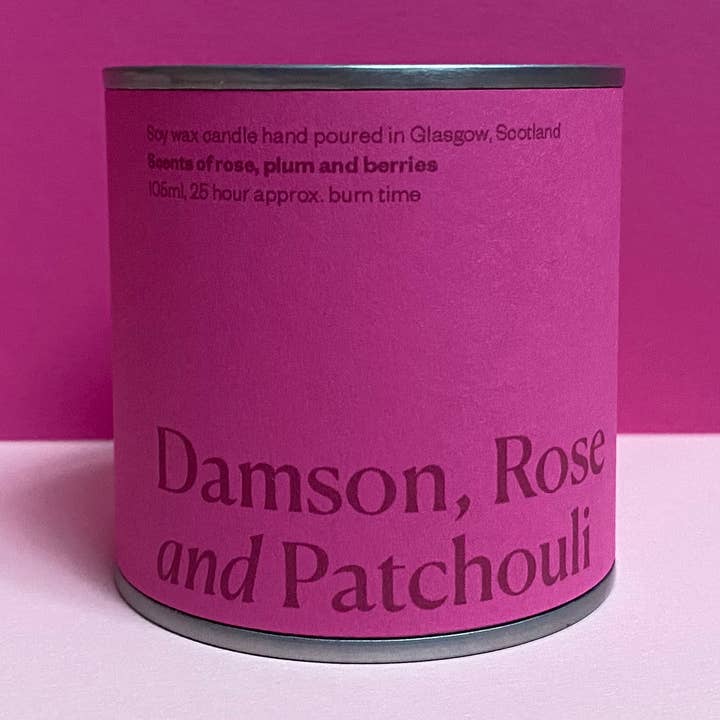 Soy wax candle hand poured in Glasgow, Scotland
Scents of rose, plum and berries
105ml, 25 hour approx. burn time
Damson, Rose
and Patchouli